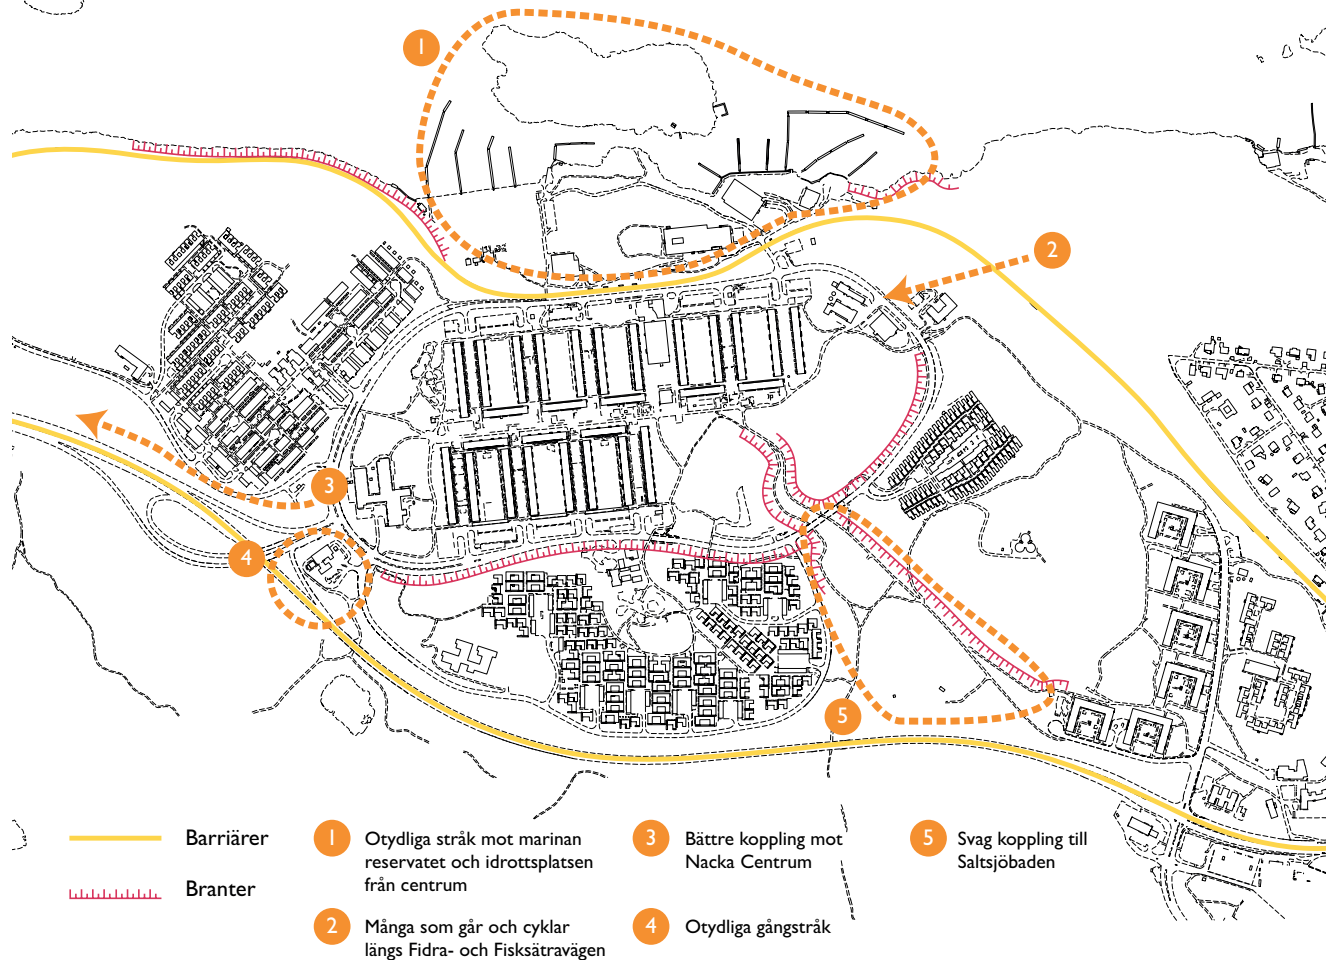 1
2
3
4
5
Barriärer
Branter
1 Otydliga stråk mot marinan
reservatet och idrottsplatsen
från centrum
2 Många som går och cyklar
längs Fidra- och Fisksätravägen
3 Bättre koppling mot
Nacka Centrum
4 Otydliga gångstråk
5 Svag koppling till
Saltsjöbaden